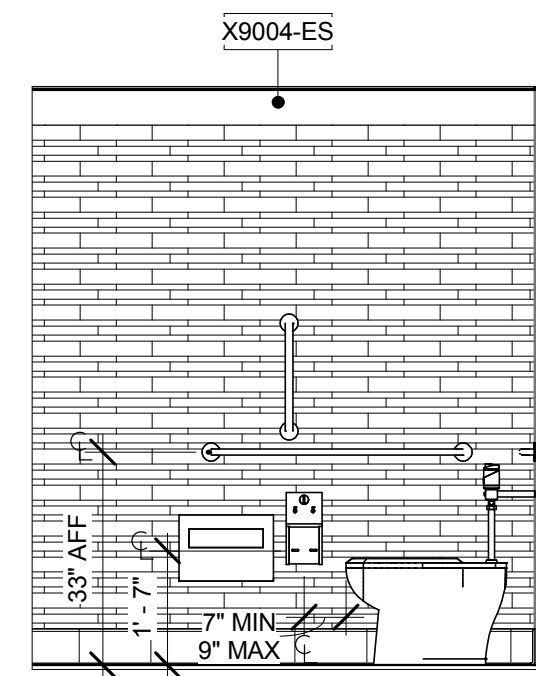 X9004-ES
33" AFF
1' - 7"
7" MIN
9" MAX